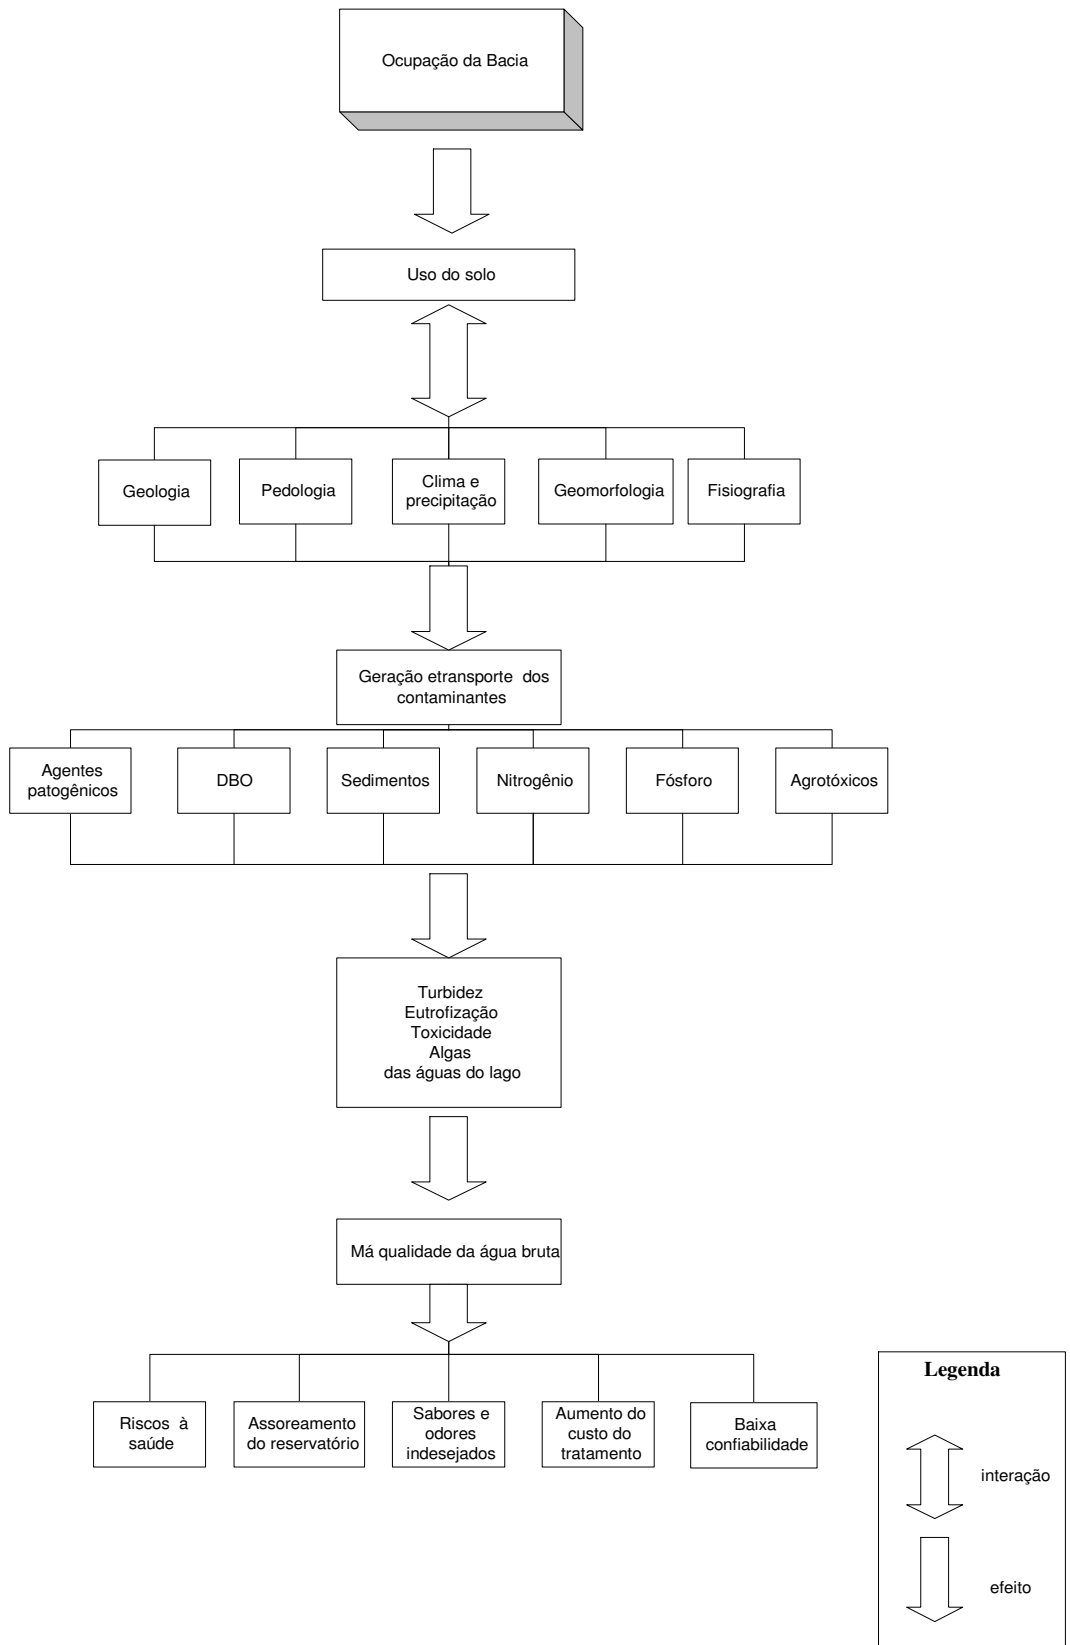 Ocupação da Bacia
Uso do solo
Geologia
Pedologia
Clima e
precipitação
Geomorfologia
Fisiografia
Geração etransporte dos
contaminantes
Agentes
patogênicos
DBO
Sedimentos
Nitrogênio
Fósforo
Agrotóxicos
Turbidez
Eutrofização
Toxicidade
Algas
das águas do lago
Má qualidade da água bruta
Riscos à
saúde
Assoreamento
do reservatório
Sabores e
odores
indesejados
Aumento do
custo do
tratamento
Baixa
confiabilidade
Legenda
interação
efeito